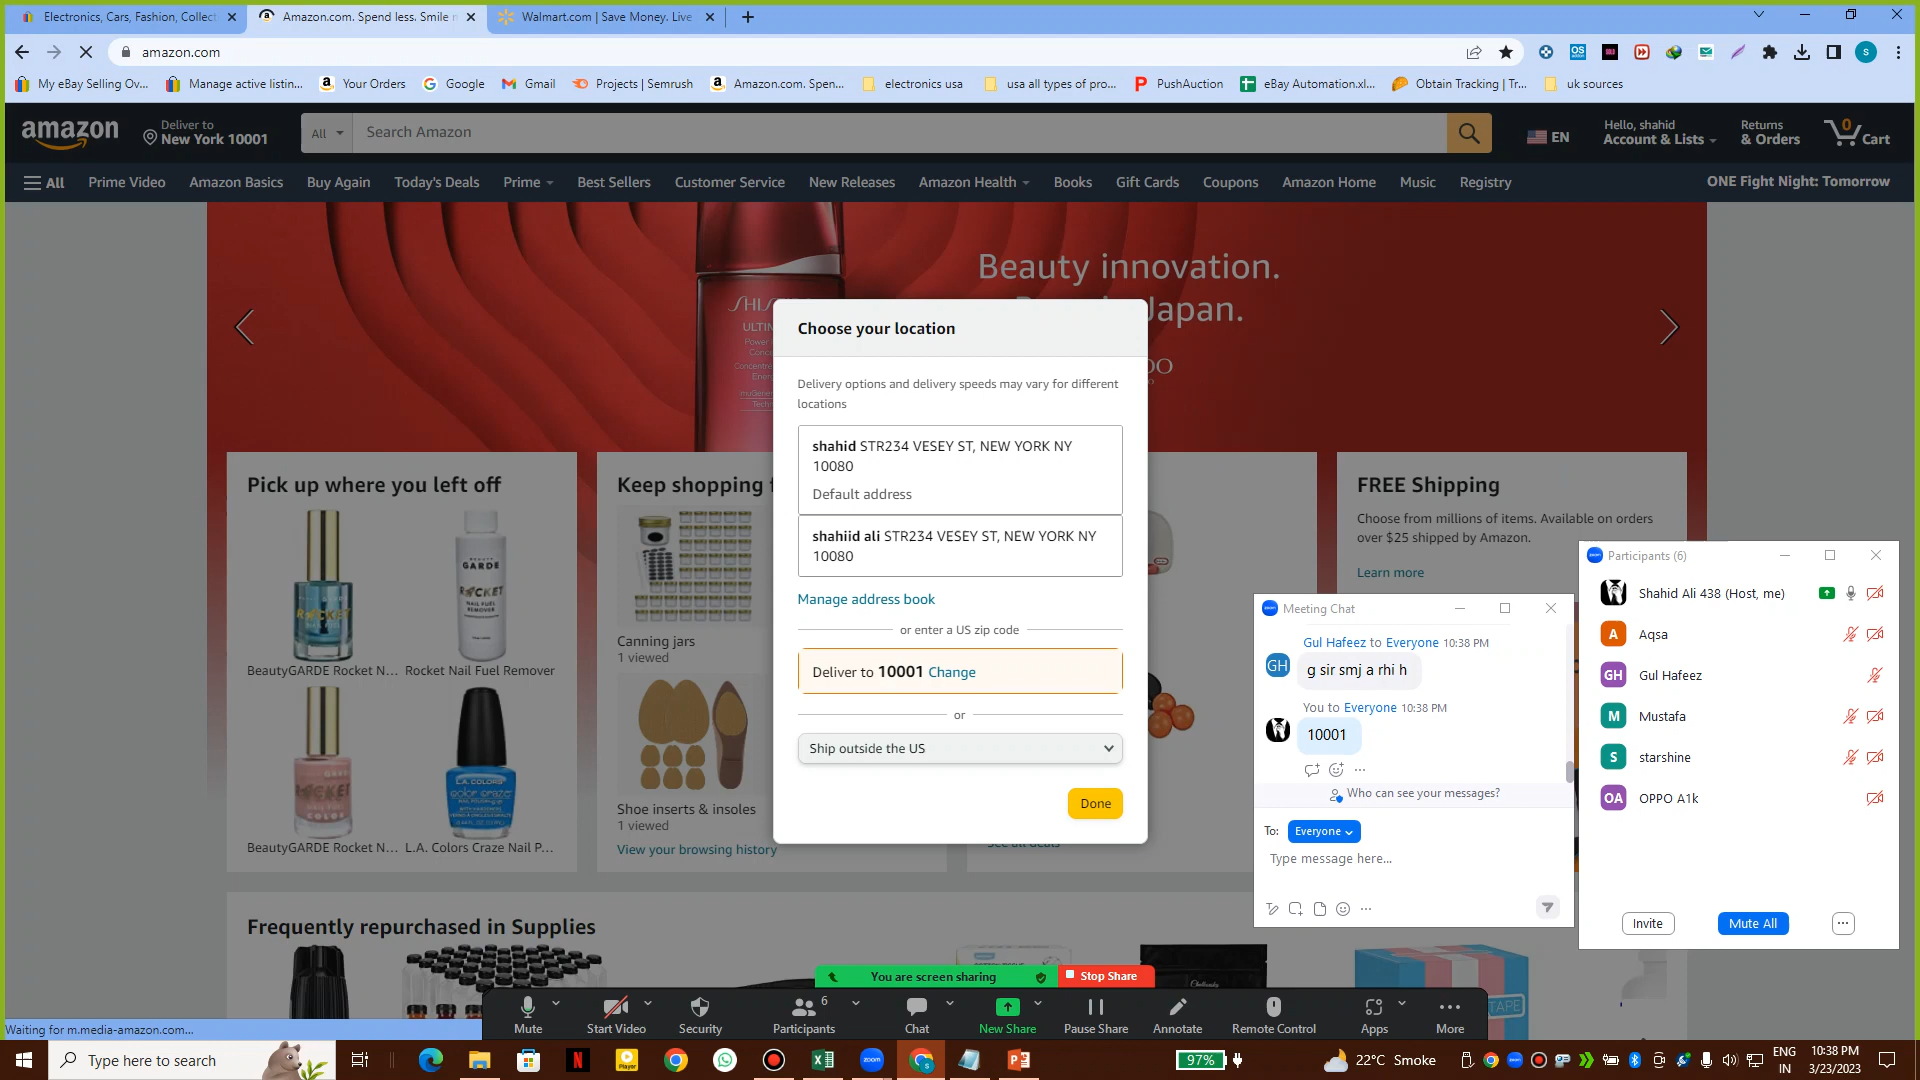 Electronics, Cars, Fashion, Collect
Amazon.com. Spend less. Smile m
Walmart.com | Save Money. Live
amazon.com
My eBay Selling Ov...
Manage active listin...
Your Orders
Google
Gmail
Projects | Semrush
Amazon.com. Spen...
electronics usa
usa all types of pro...
PushAuction
eBay Automation.xl...
Obtain Tracking | Tr...
uk sources
amazon
Deliver to
New York 10001
All
Search Amazon
EN
Hello, shahid
Account & Lists
Returns
& Orders
0
Cart
All
Prime Video
Amazon Basics
Buy Again
Today's Deals
Prime
Best Sellers
Customer Service
New Releases
Amazon Health
Books
Gift Cards
Coupons
Amazon Home
Music
Registry
ONE Fight Night: Tomorrow
Beauty innovation.
Japan.
Choose your location
Delivery options and delivery speeds may vary for different
locations
shahid STR234 VESEY ST, NEW YORK NY
10080
Default address
shahiid ali STR234 VESEY ST, NEW YORK NY
10080
Manage address book
or enter a US zip code
Deliver to 10001 Change
or
Ship outside the US
Done
Pick up where you left off
BeautyGARDE Rocket N...
Rocket Nail Fuel Remover
BeautyGARDE Rocket N...
L.A. Colors Craze Nail P...
Keep shopping f
Canning jars
1 viewed
Shoe inserts & insoles
1 viewed
View your browsing history
See all deals
FREE Shipping
Choose from millions of items. Available on orders
over $25 shipped by Amazon.
Learn more
Frequently repurchased in Supplies
Meeting Chat
Gul Hafeez to Everyone 10:38 PM
GH
g sir smj a rhi h
You to Everyone 10:38 PM
10001
Who can see your messages?
To: Everyone
Type message here...
Participants (6)
Shahid Ali 438 (Host, me)
A Aqsa
GH Gul Hafeez
M Mustafa
S starshine
OA OPPO A1k
Invite
Mute All
You are screen sharing
Stop Share
Mute
Start Video
Security
Participants
6
Chat
New Share
Pause Share
Annotate
Remote Control
Apps
More
Waiting for m.media-amazon.com...
Type here to search
97%
22°C Smoke
ENG
IN
10:38 PM
3/23/2023